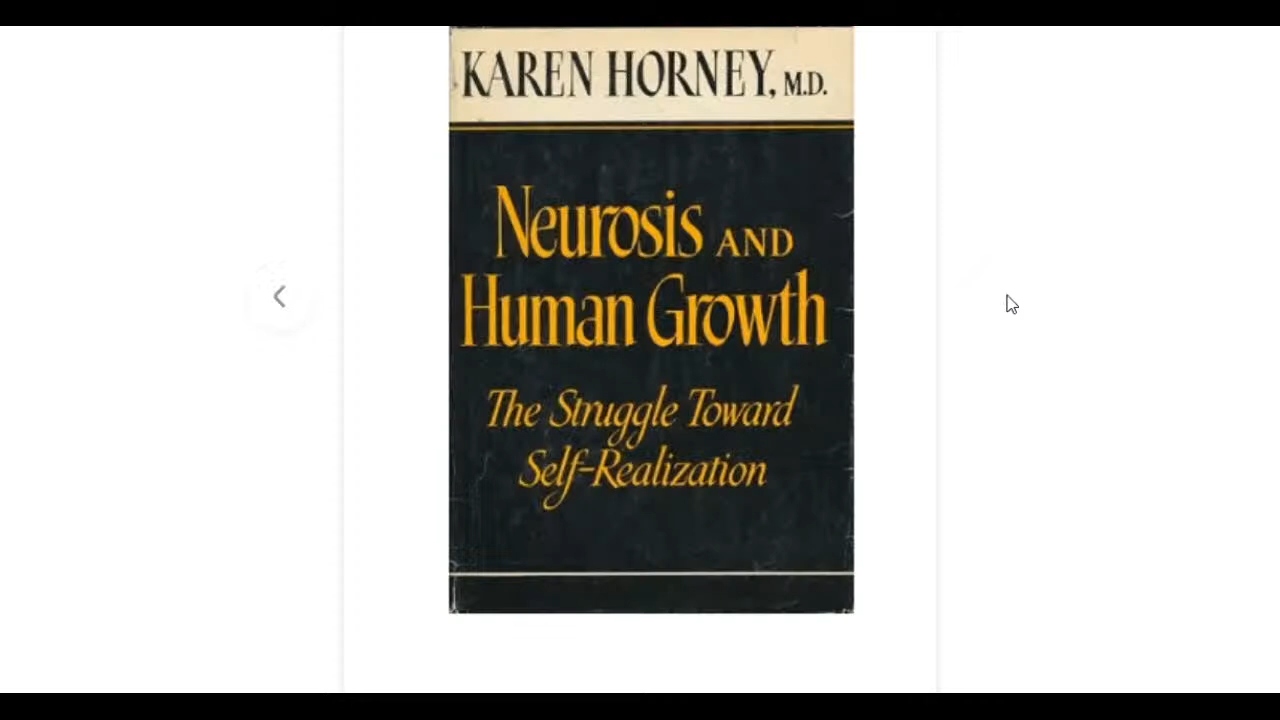 KAREN HORNEY, M.D.
Neurosis AND
Human Growth
The Struggle Toward
Self-Realization